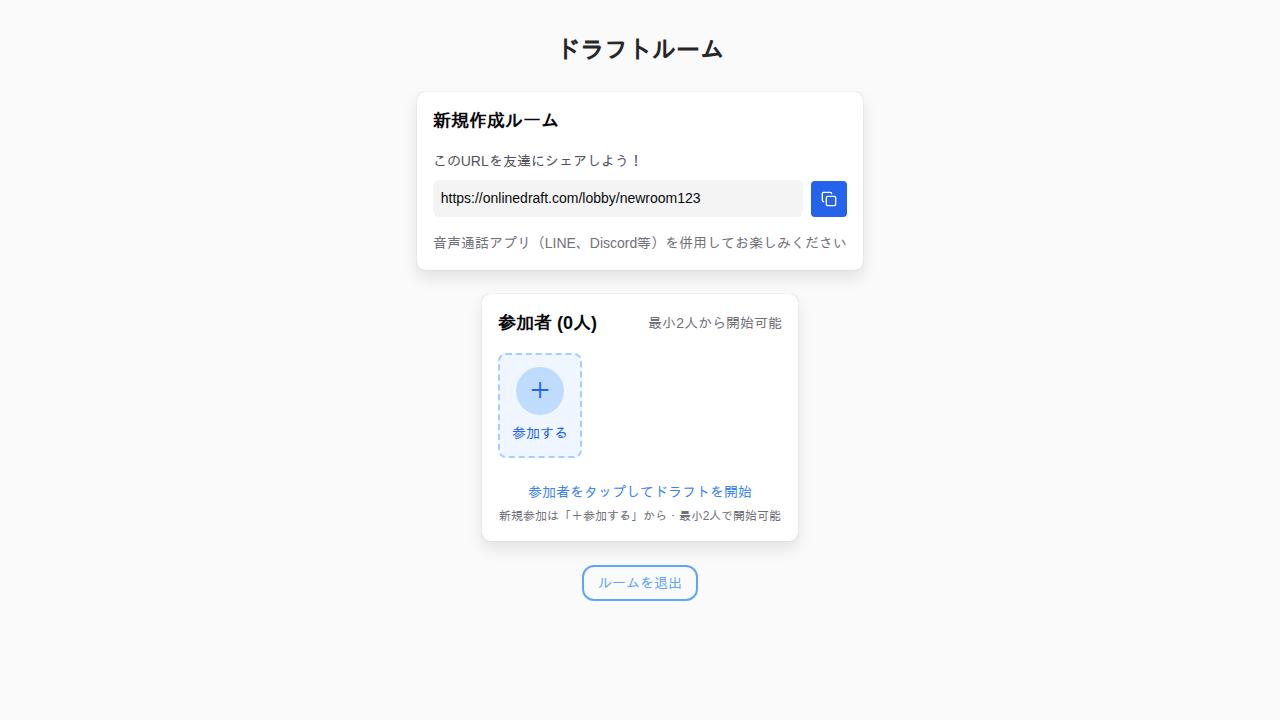 ドラフトルーム
新規作成ルーム
このURLを友達にシェアしよう！
https://onlinedraft.com/lobby/newroom123
音声通話アプリ（LINE、Discord等）を併用してお楽しみください
参加者 (0人)
最小2人から開始可能
参加する
参加者をタップしてドラフトを開始
新規参加は「＋参加する」から · 最小2人で開始可能
ルームを退出